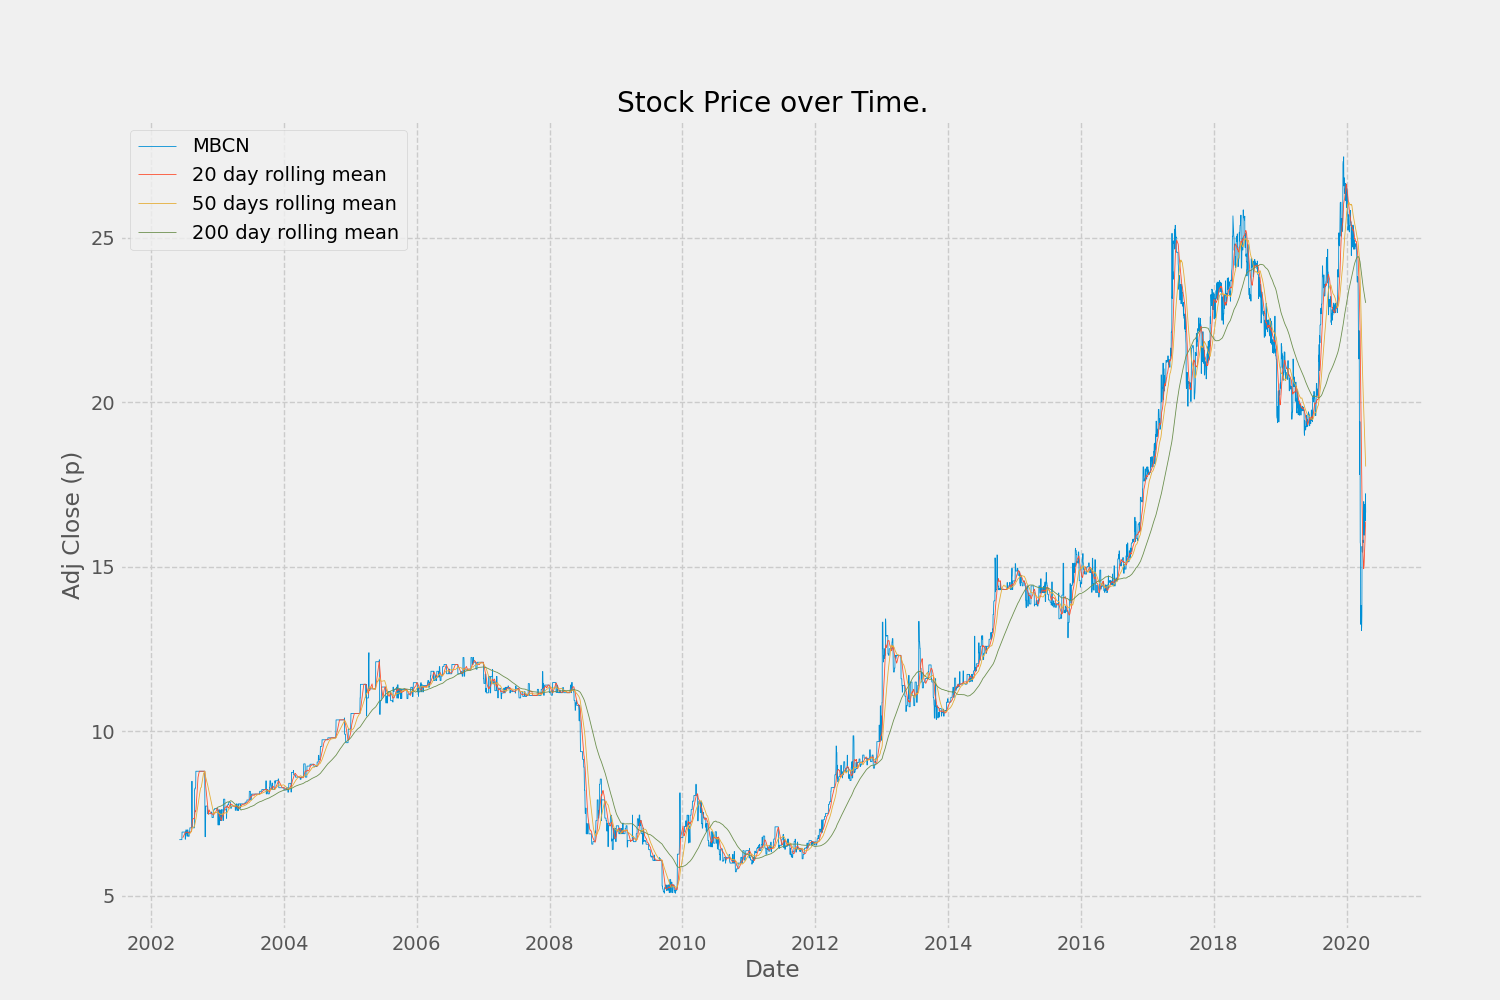 Stock Price over Time.
MBCN
20 day rolling mean
50 days rolling mean
200 day rolling mean
Adj Close (p)
25
20
15
10
5
2002 2004 2006 2008 2010 2012 2014 2016 2018 2020
Date